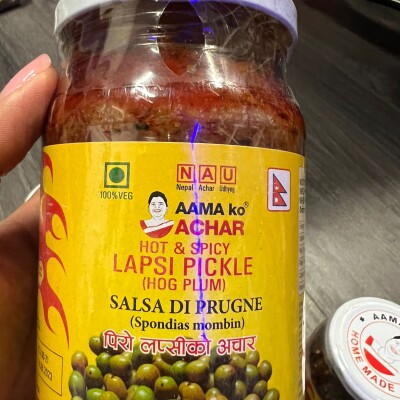 NAU
Nepal Achar Udhyog
100% VEG
AAMA ko®
ACHAR
HOT & SPICY
LAPSI PICKLE
(HOG PLUM)
SALSA DI PRUGNE
(Spondias mombin)
पिरो लप्सीको अचार
AAMA
HOME MADE